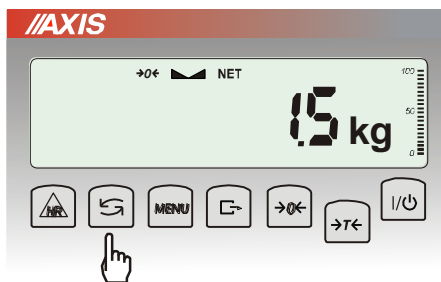 //AXIS
→0← NET
100
1.5 kg
50
0
HR
MENU
→0←
→T←
I/⏻